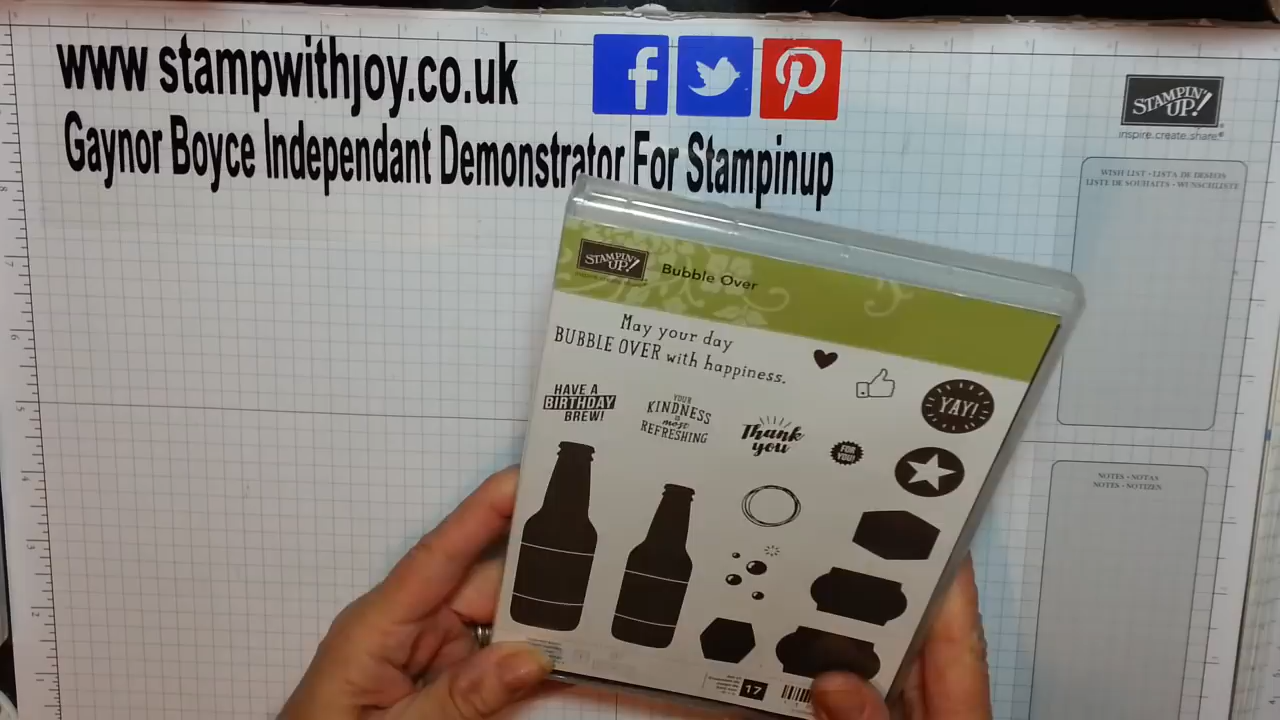 www stampwithjoy.co.uk
Gaynor Boyce Independant Demonstrator For Stampinup
STAMPIN' UP!
inspire.create.share.
WISH LIST • LISTA DE DESEOS
LISTE DE SOUHAITS • WUNSCHLISTE
NOTES • NOTAS
NOTES • NOTIZEN
STAMPIN' UP!
Bubble Over
May your day
BUBBLE OVER with happiness.
HAVE A
BIRTHDAY
BREW!
YOUR
KINDNESS
is
most
REFRESHING
Thank
you
FOR
YOU!
YAY!
17